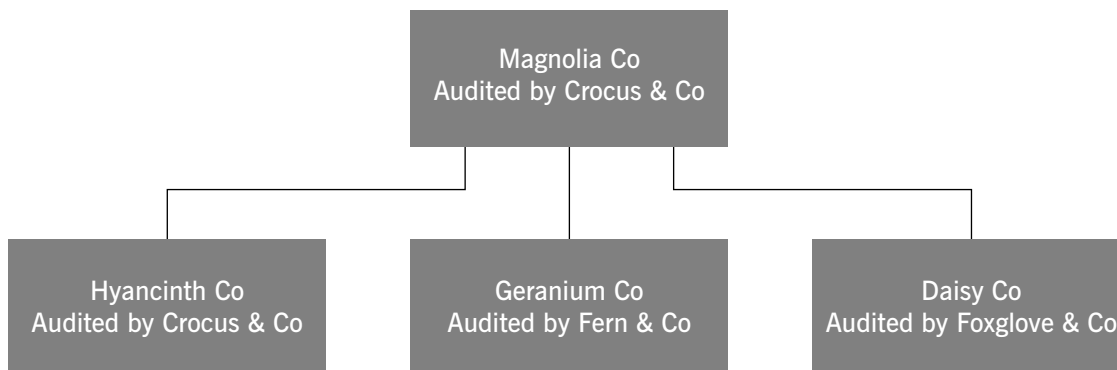 Magnolia Co
Audited by Crocus & Co
Hyancinth Co
Audited by Crocus & Co
Geranium Co
Audited by Fern & Co
Daisy Co
Audited by Foxglove & Co